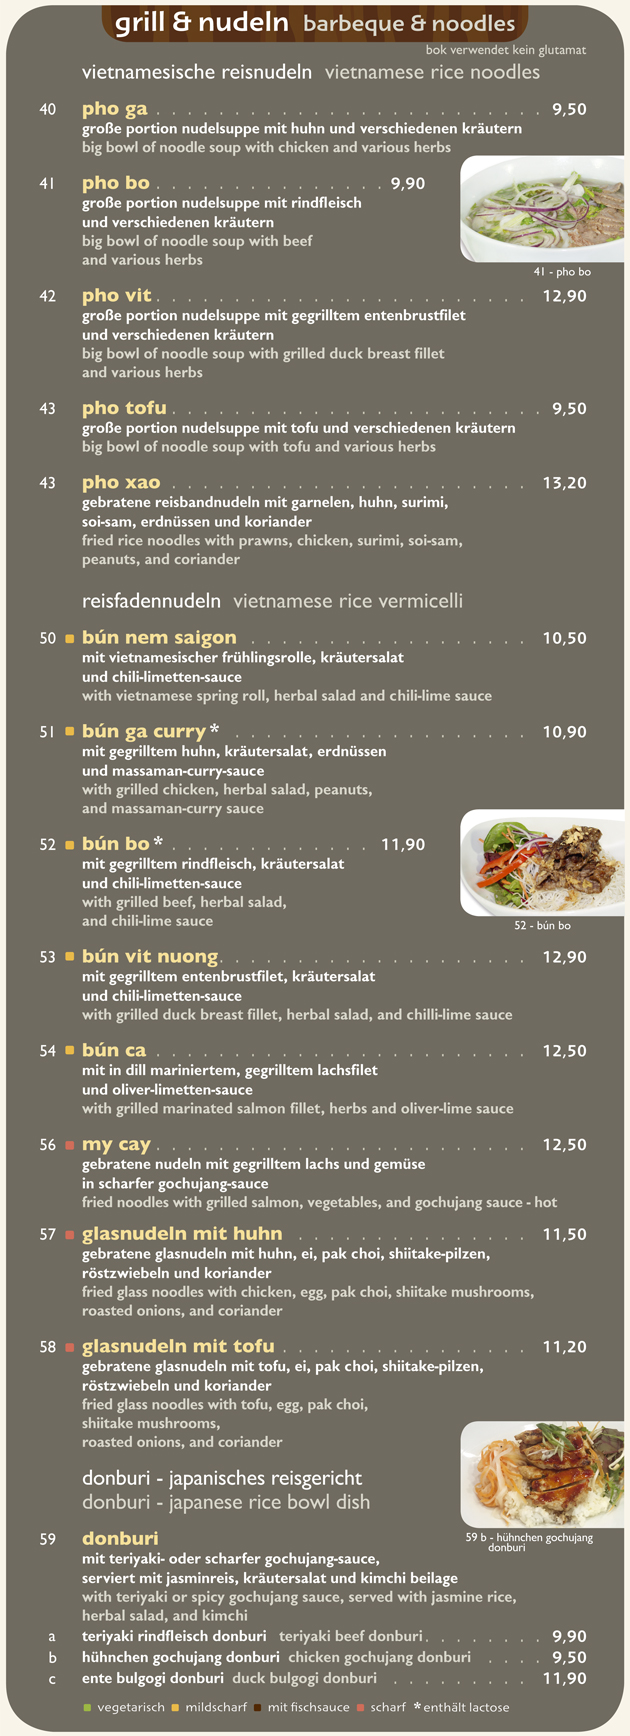 grill & nudeln barbeque & noodles
bok verwendet kein glutamat
vietnamesische reisnudeln vietnamese rice noodles
40 pho ga . . . . . . . . . . . . . . . . . . . . . . . . . 9,50
große portion nudelsuppe mit huhn und verschiedenen kräutern
big bowl of noodle soup with chicken and various herbs
41 pho bo . . . . . . . . . . . . . . . 9,90
große portion nudelsuppe mit rindfleisch
und verschiedenen kräutern
big bowl of noodle soup with beef
and various herbs
41 - pho bo
42 pho vit . . . . . . . . . . . . . . . . . . . . . . . . 12,90
große portion nudelsuppe mit gegrilltem entenbrustfilet
und verschiedenen kräutern
big bowl of noodle soup with grilled duck breast fillet
and various herbs
43 pho tofu . . . . . . . . . . . . . . . . . . . . . . . . 9,50
große portion nudelsuppe mit tofu und verschiedenen kräutern
big bowl of noodle soup with tofu and various herbs
43 pho xao . . . . . . . . . . . . . . . . . . . . . . . 13,20
gebratene reisbandnudeln mit garnelen, huhn, surimi,
soi-sam, erdnüssen und koriander
fried rice noodles with prawns, chicken, surimi, soi-sam,
peanuts, and coriander
reisfadennudeln vietnamese rice vermicelli
50 bún nem saigon . . . . . . . . . . . . . . . . . . 10,50
mit vietnamesischer frühlingsrolle, kräutersalat
und chili-limetten-sauce
with vietnamese spring roll, herbal salad and chili-lime sauce
51 bún ga curry * . . . . . . . . . . . . . . . . . . . 10,90
mit gegrilltem huhn, kräutersalat, erdnüssen
und massaman-curry-sauce
with grilled chicken, herbal salad, peanuts,
and massaman-curry sauce
52 bún bo * . . . . . . . . . . . . . 11,90
mit gegrilltem rindfleisch, kräutersalat
und chili-limetten-sauce
with grilled beef, herbal salad,
and chili-lime sauce
52 - bún bo
53 bún vit nuong . . . . . . . . . . . . . . . . . . . . 12,90
mit gegrilltem entenbrustfilet, kräutersalat
und chili-limetten-sauce
with grilled duck breast fillet, herbal salad, and chilli-lime sauce
54 bún ca . . . . . . . . . . . . . . . . . . . . . . . . 12,50
mit in dill mariniertem, gegrilltem lachsfilet
und oliver-limetten-sauce
with grilled marinated salmon fillet, herbs and oliver-lime sauce
56 my cay . . . . . . . . . . . . . . . . . . . . . . . . 12,50
gebratene nudeln mit gegrilltem lachs und gemüse
in scharfer gochujang-sauce
fried noodles with grilled salmon, vegetables, and gochujang sauce - hot
57 glasnudeln mit huhn . . . . . . . . . . . . . . . 11,50
gebratene glasnudeln mit huhn, ei, pak choi, shiitake-pilzen,
röstzwiebeln und koriander
fried glass noodles with chicken, egg, pak choi, shiitake mushrooms,
roasted onions, and coriander
58 glasnudeln mit tofu . . . . . . . . . . . . . . . . 11,20
gebratene glasnudeln mit tofu, ei, pak choi, shiitake-pilzen,
röstzwiebeln und koriander
fried glass noodles with tofu, egg, pak choi,
shiitake mushrooms,
roasted onions, and coriander
donburi - japanisches reisgericht
donburi - japanese rice bowl dish
59 b - hühnchen gochujang
donburi
59 donburi
mit teriyaki- oder scharfer gochujang-sauce,
serviert mit jasminreis, kräutersalat und kimchi beilage
with teriyaki or spicy gochujang sauce, served with jasmine rice,
herbal salad, and kimchi
a teriyaki rindfleisch donburi teriyaki beef donburi . . . . . . . . 9,90
b hühnchen gochujang donburi chicken gochujang donburi . . . . 9,50
c ente bulgogi donburi duck bulgogi donburi . . . . . . . . . 11,90
vegetarisch mildscharf mit fischsauce scharf * enthält lactose